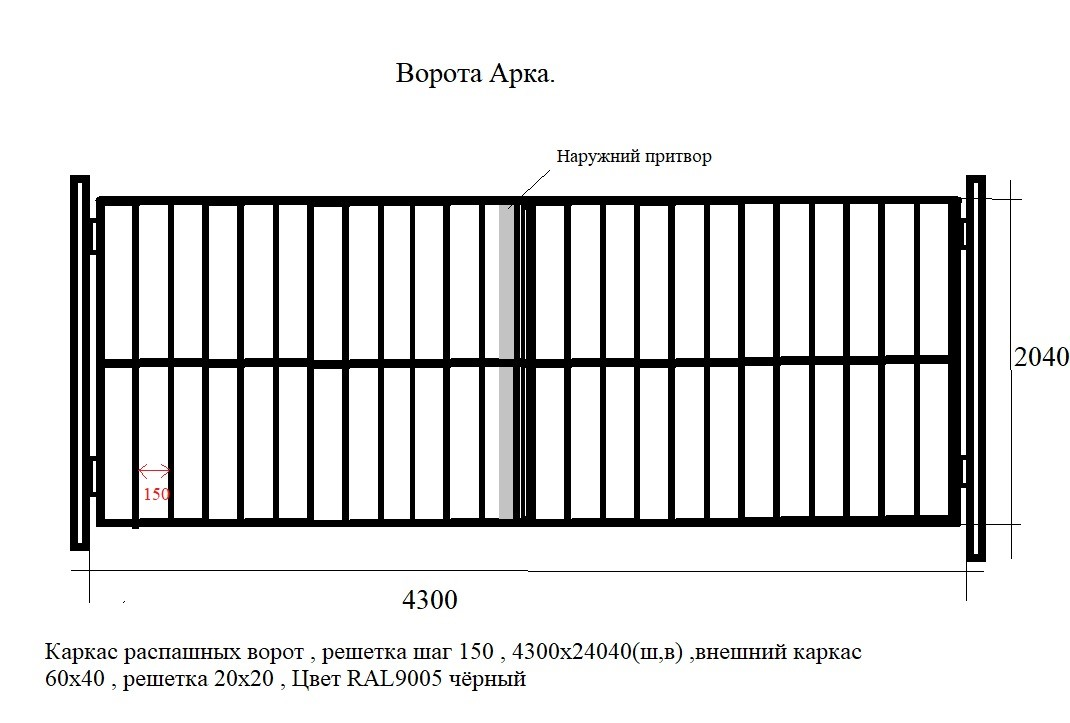 Ворота Арка.
Наружний притвор
2040
150
4300
Каркас распашных ворот , решетка шаг 150 , 4300х24040(ш,в) ,внешний каркас
60х40 , решетка 20х20 , Цвет RAL9005 чёрный